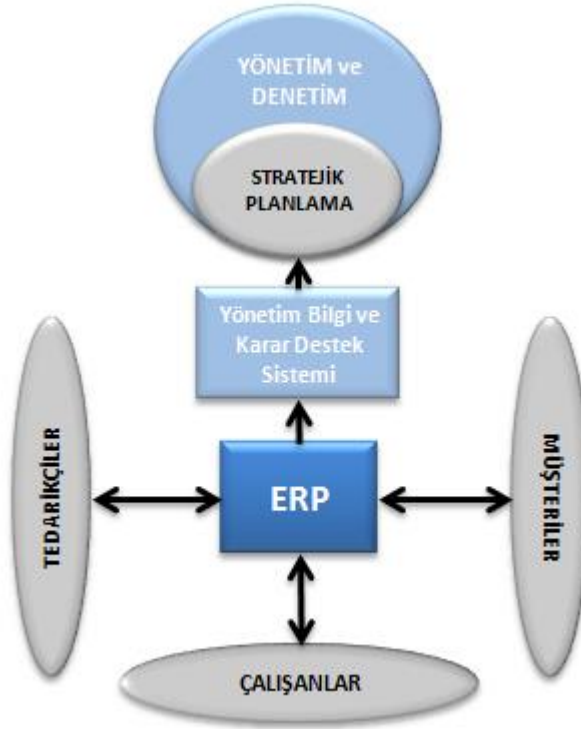 YÖNETİM ve
DENETİM
STRATEJİK
PLANLAMA
Yönetim Bilgi ve
Karar Destek
Sistemi
TEDARİKÇİLER
ERP
MÜŞTERİLER
ÇALIŞANLAR